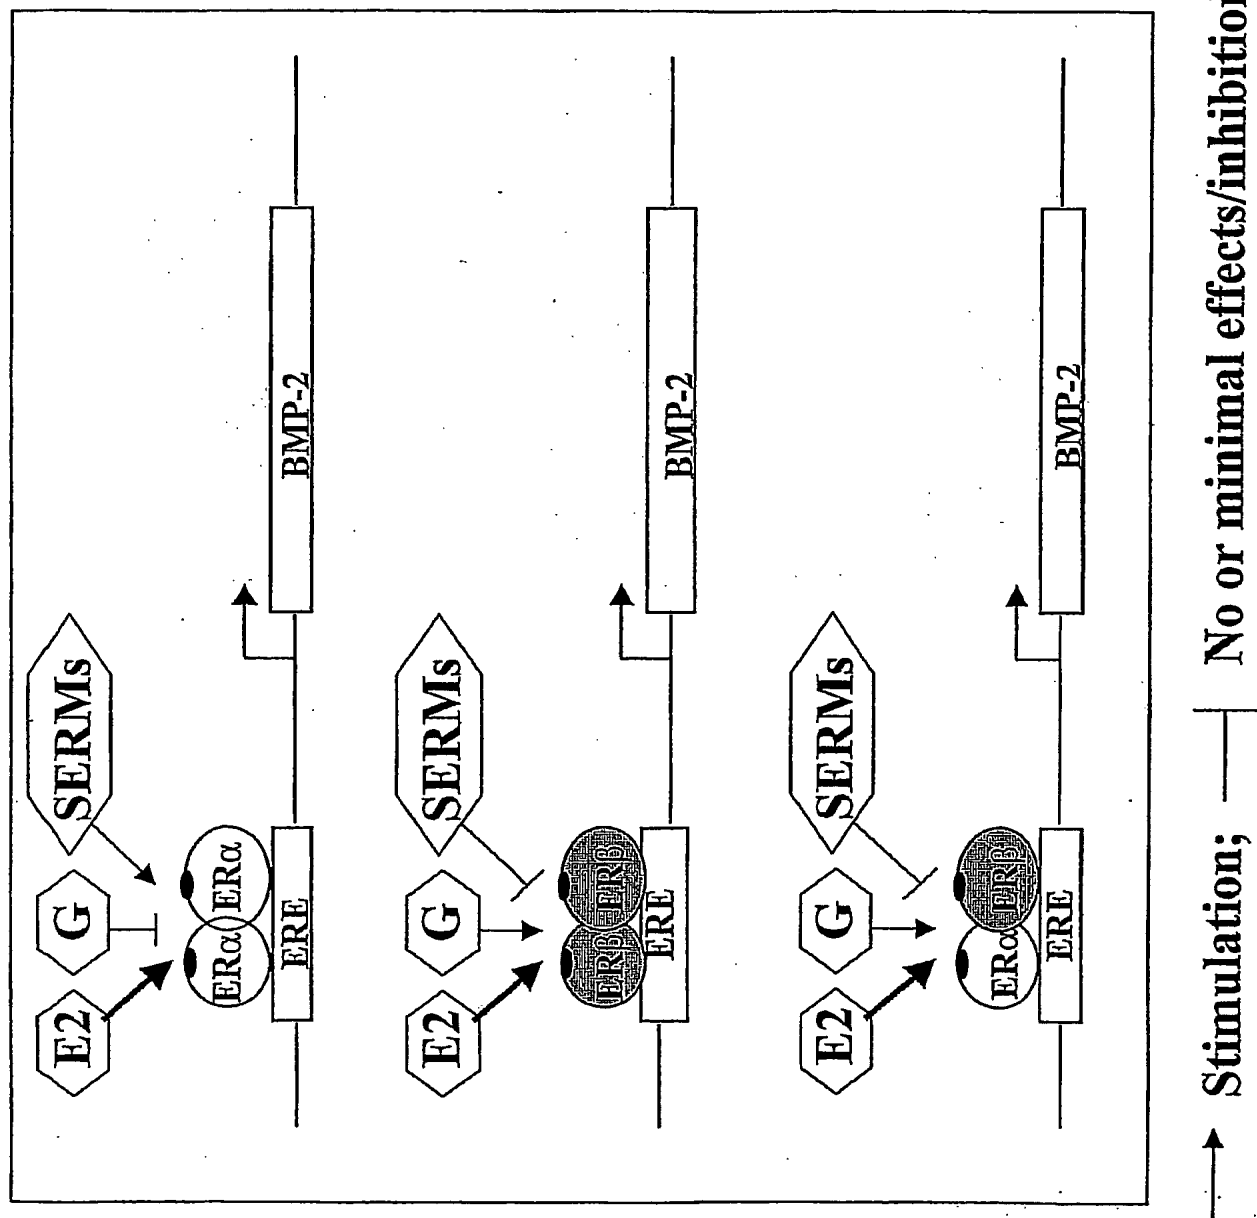 E2 G SERMs
ERα ERα
ERE BMP-2
E2 G SERMs
ERβ ERβ
ERE BMP-2
E2 G SERMs
ERα ERβ
ERE BMP-2
Stimulation; No or minimal effects/inhibition